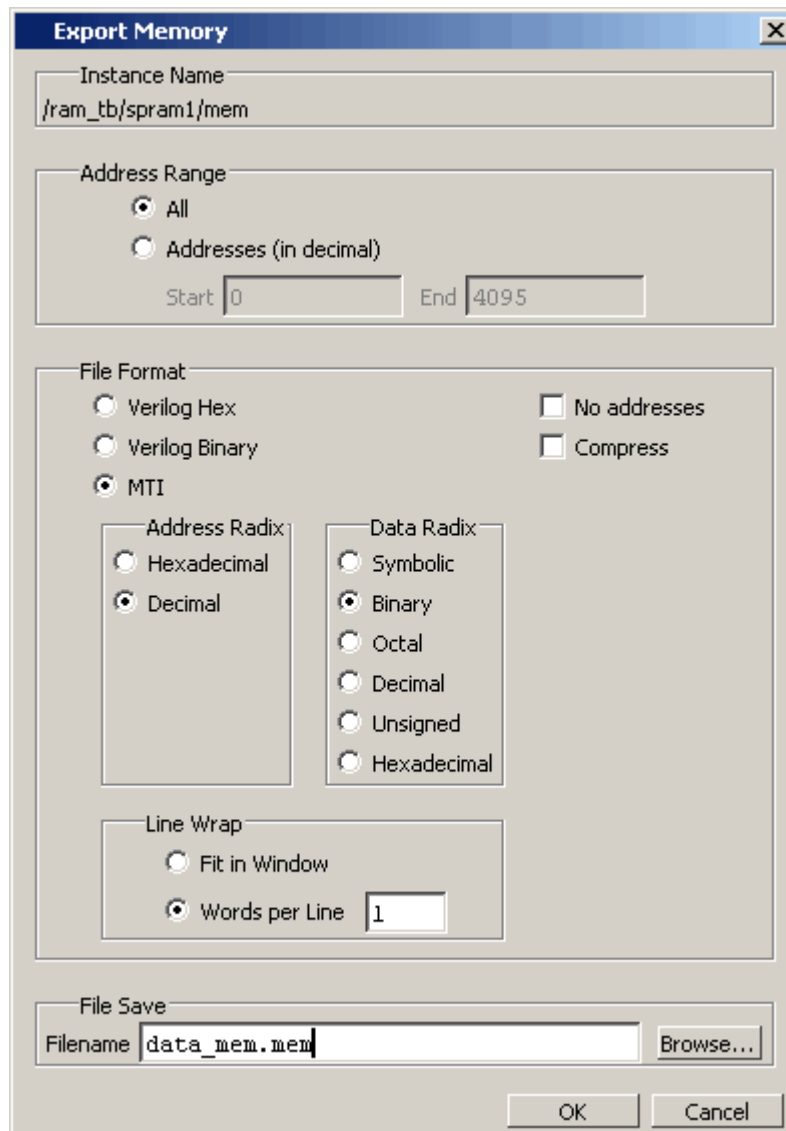 Export Memory
Instance Name
/ram_tb/spram1/mem
Address Range
All
Addresses (in decimal)
Start 0 End 4095
File Format
Verilog Hex No addresses
Verilog Binary Compress
MTI
Address Radix Data Radix
Hexadecimal Symbolic
Decimal Binary
Octal
Decimal
Unsigned
Hexadecimal
Line Wrap
Fit in Window
Words per Line 1
File Save
Filename data_mem.mem Browse...
OK Cancel